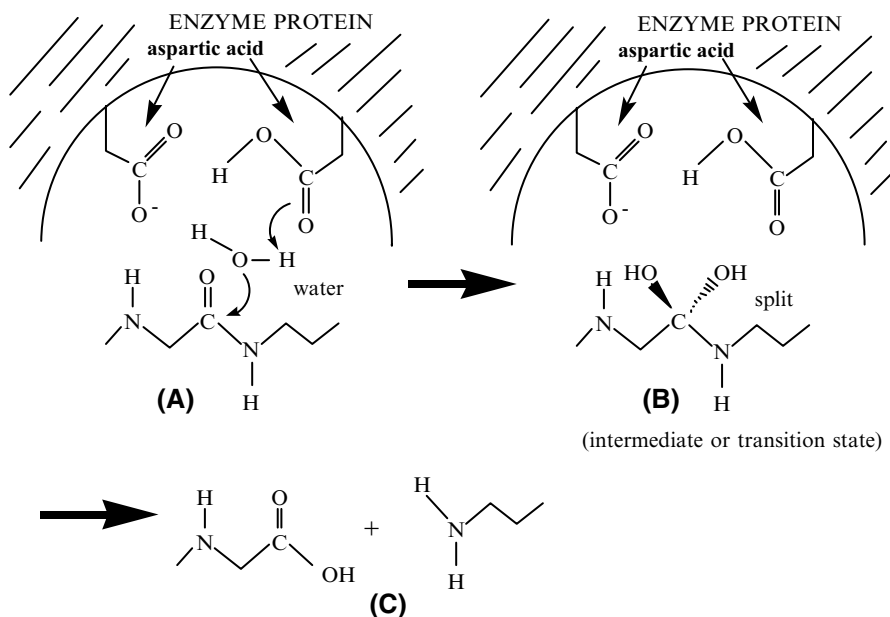 ENZYME PROTEIN
aspartic acid
O
C
O-
O
H
C
O
H
O
H
water
H
N
O
C
N
H
(A)
ENZYME PROTEIN
aspartic acid
O
C
O-
O
H
C
O
HO
OH
split
H
N
C
N
H
(B)
(intermediate or transition state)
H
N
O
C
OH
+
H
N
H
(C)